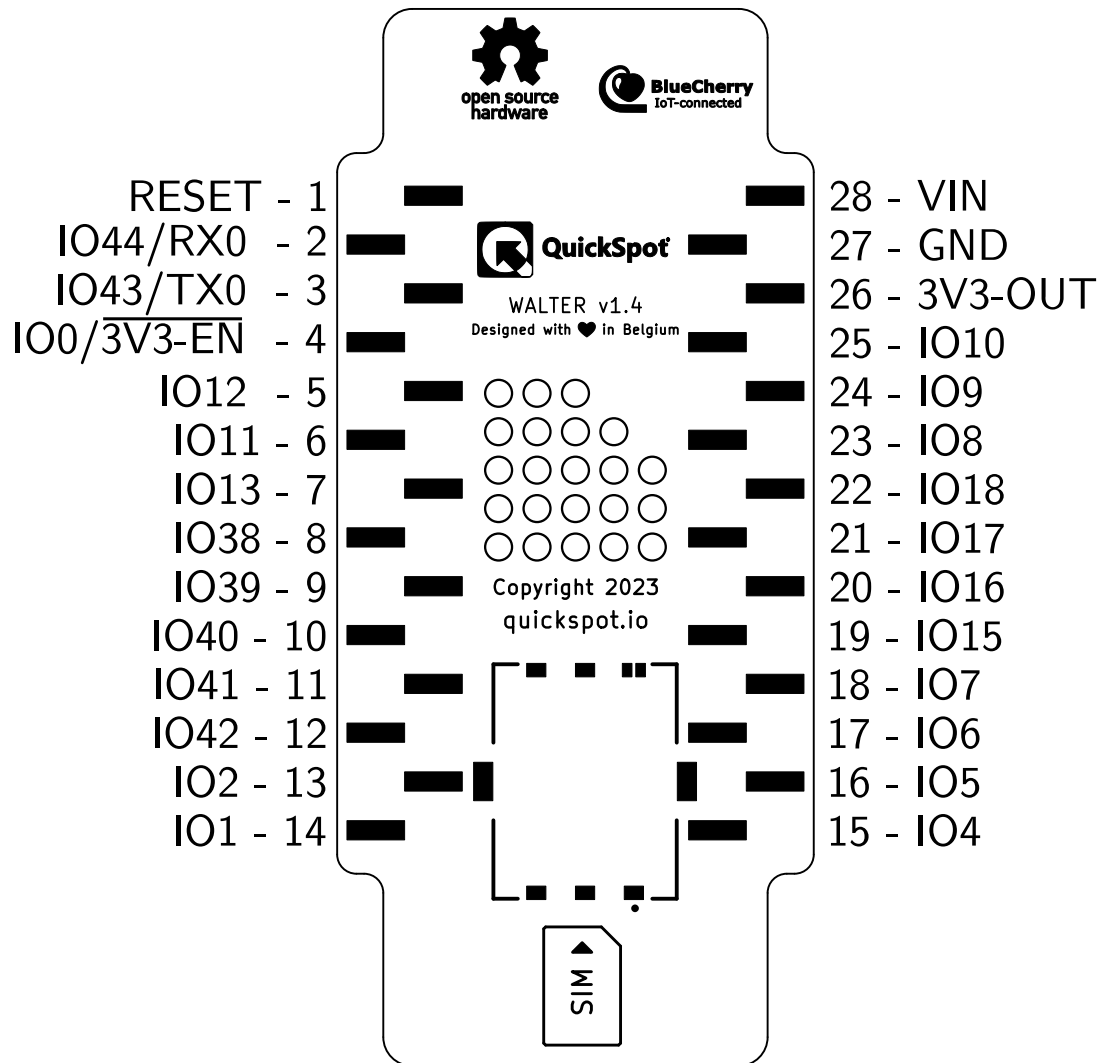 open source
hardware
BlueCherry
IoT-connected
RESET - 1
28 - VIN
IO44/RX0 - 2
QuickSpot
27 - GND
IO43/TX0 - 3
WALTER v1.4
26 - 3V3-OUT
IO0/3V3-EN - 4
Designed with ♥ in Belgium
25 - IO10
IO12 - 5
24 - IO9
IO11 - 6
23 - IO8
IO13 - 7
22 - IO18
IO38 - 8
21 - IO17
IO39 - 9
Copyright 2023
20 - IO16
IO40 - 10
quickspot.io
19 - IO15
IO41 - 11
18 - IO7
IO42 - 12
17 - IO6
IO2 - 13
16 - IO5
IO1 - 14
15 - IO4
SIM